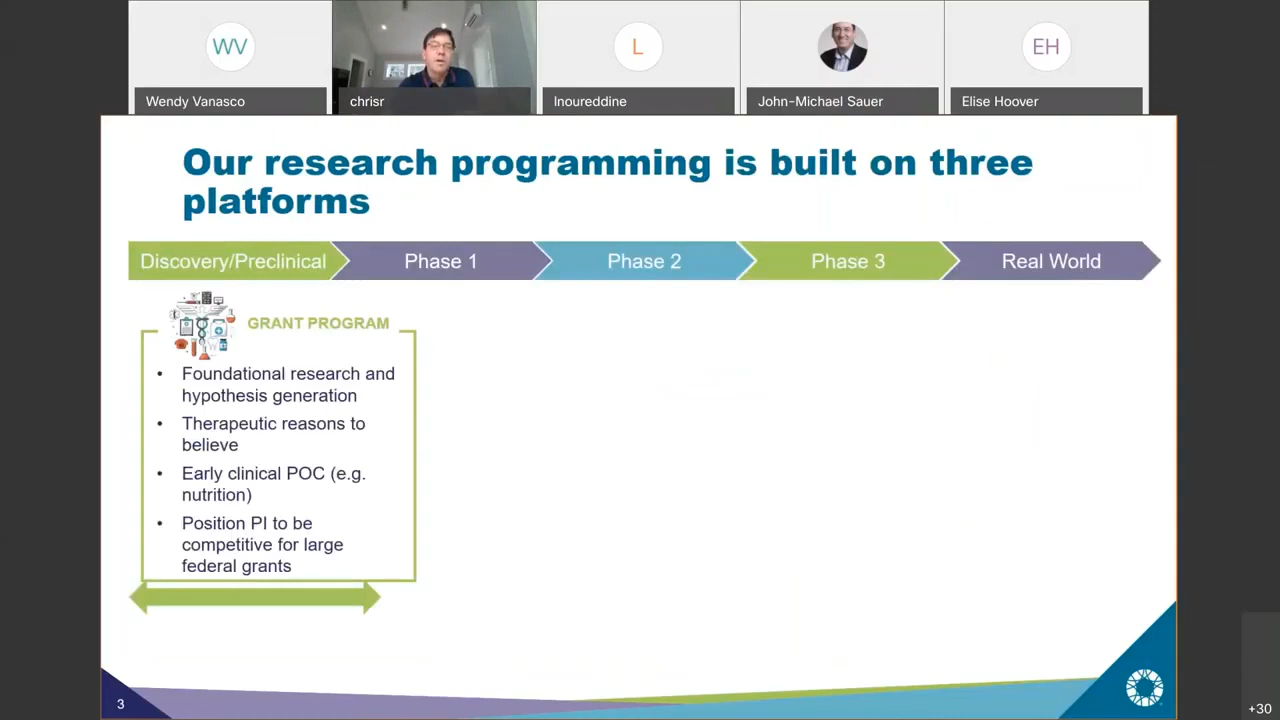 WV
L
EH
Wendy Vanasco
chrisr
lnoureddine
John-Michael Sauer
Elise Hoover
Our research programming is built on three
platforms
Discovery/Preclinical
Phase 1
Phase 2
Phase 3
Real World
GRANT PROGRAM
• Foundational research and
hypothesis generation
• Therapeutic reasons to
believe
• Early clinical POC (e.g.
nutrition)
• Position PI to be
competitive for large
federal grants
3
+30